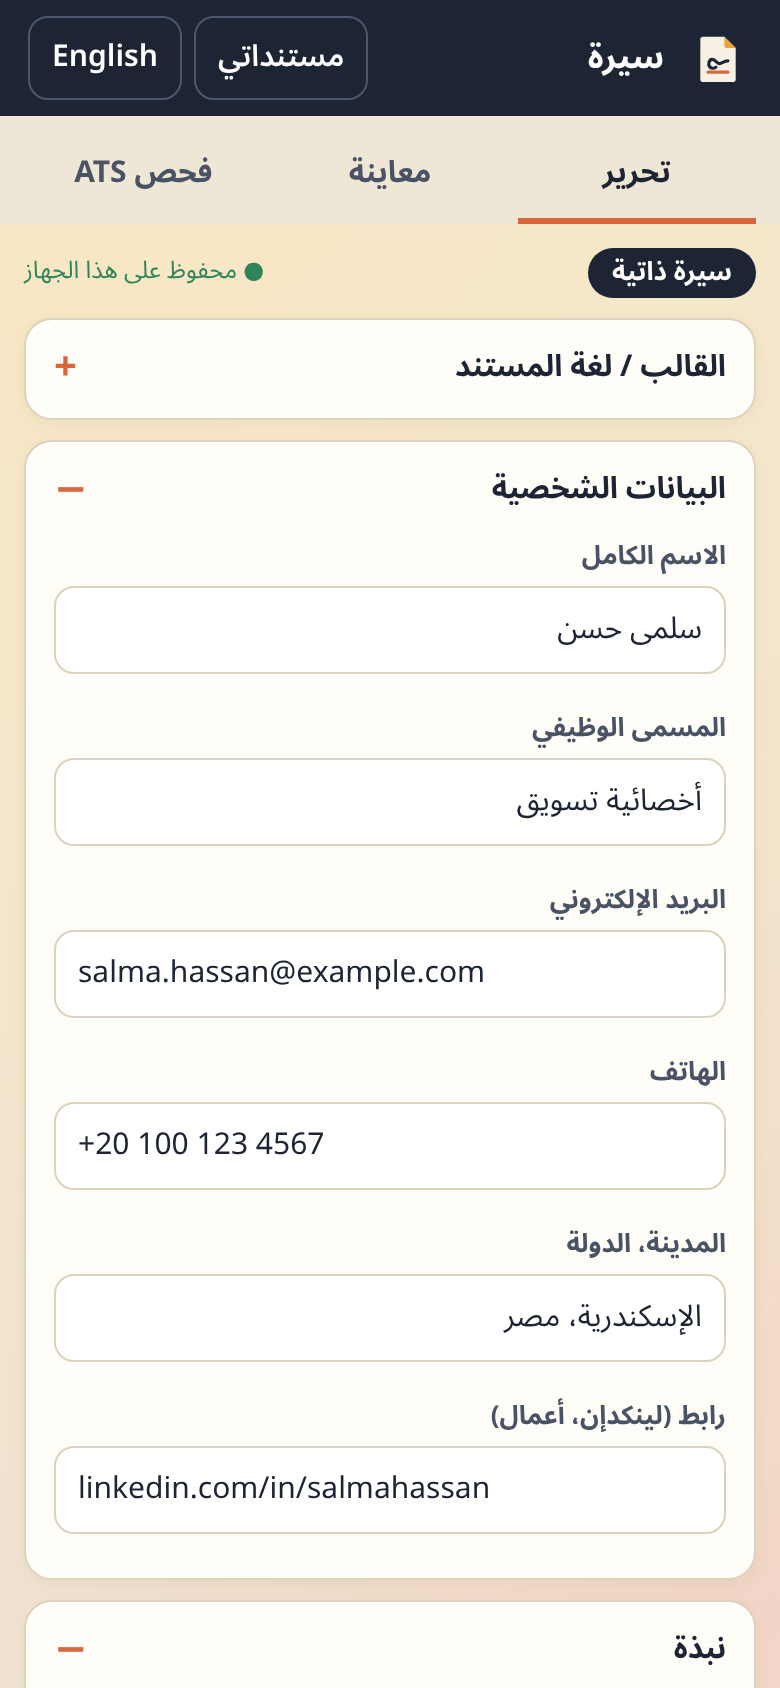 سيرة
مستنداتي
English
تحرير
معاينة
فحص ATS
سيرة ذاتية
محفوظ على هذا الجهاز
القالب / لغة المستند
+
البيانات الشخصية
–
الاسم الكامل
سلمى حسن
المسمى الوظيفي
أخصائية تسويق
البريد الإلكتروني
salma.hassan@example.com
الهاتف
+20 100 123 4567
المدينة، الدولة
الإسكندرية، مصر
رابط (لينكدإن، أعمال)
linkedin.com/in/salmahassan
نبذة
–